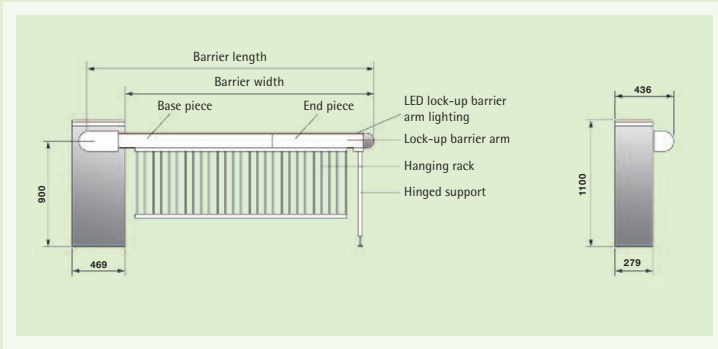 Barrier length
Barrier width
Base piece
End piece
LED lock-up barrier
arm lighting
Lock-up barrier arm
Hanging rack
Hinged support
900
469
436
1100
279